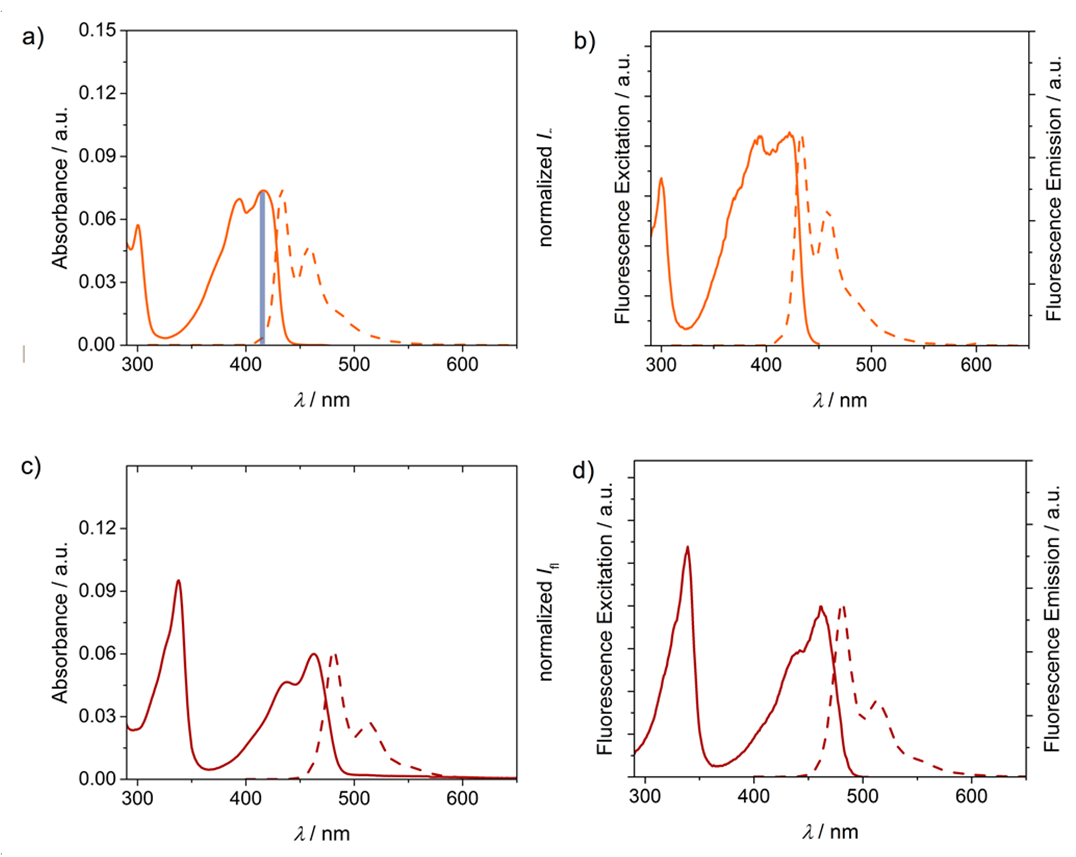 a)
Absorbance / a.u.
0.15
0.12
0.09
0.06
0.03
0.00
300 400 500 600
λ / nm
normalized I
b)
Fluorescence Excitation / a.u.
Fluorescence Emission / a.u.
300 400 500 600
λ / nm
c)
Absorbance / a.u.
0.12
0.09
0.06
0.03
0.00
300 400 500 600
λ / nm
normalized Ifl
d)
Fluorescence Excitation / a.u.
Fluorescence Emission / a.u.
300 400 500 600
λ / nm